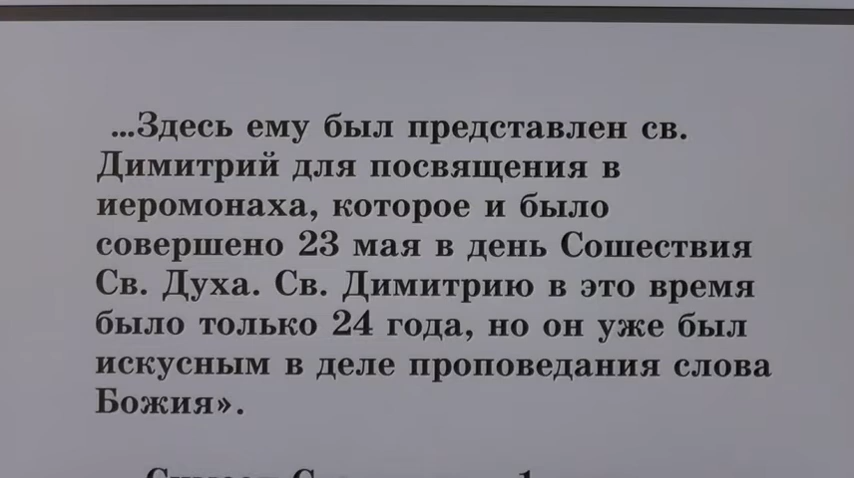 ...Здесь ему был представлен св.
Димитрий для посвящения в
иеромонаха, которое и было
совершено 23 мая в день Сошествия
Св. Духа. Св. Димитрию в это время
было только 24 года, но он уже был
искусным в деле проповедания слова
Божия».